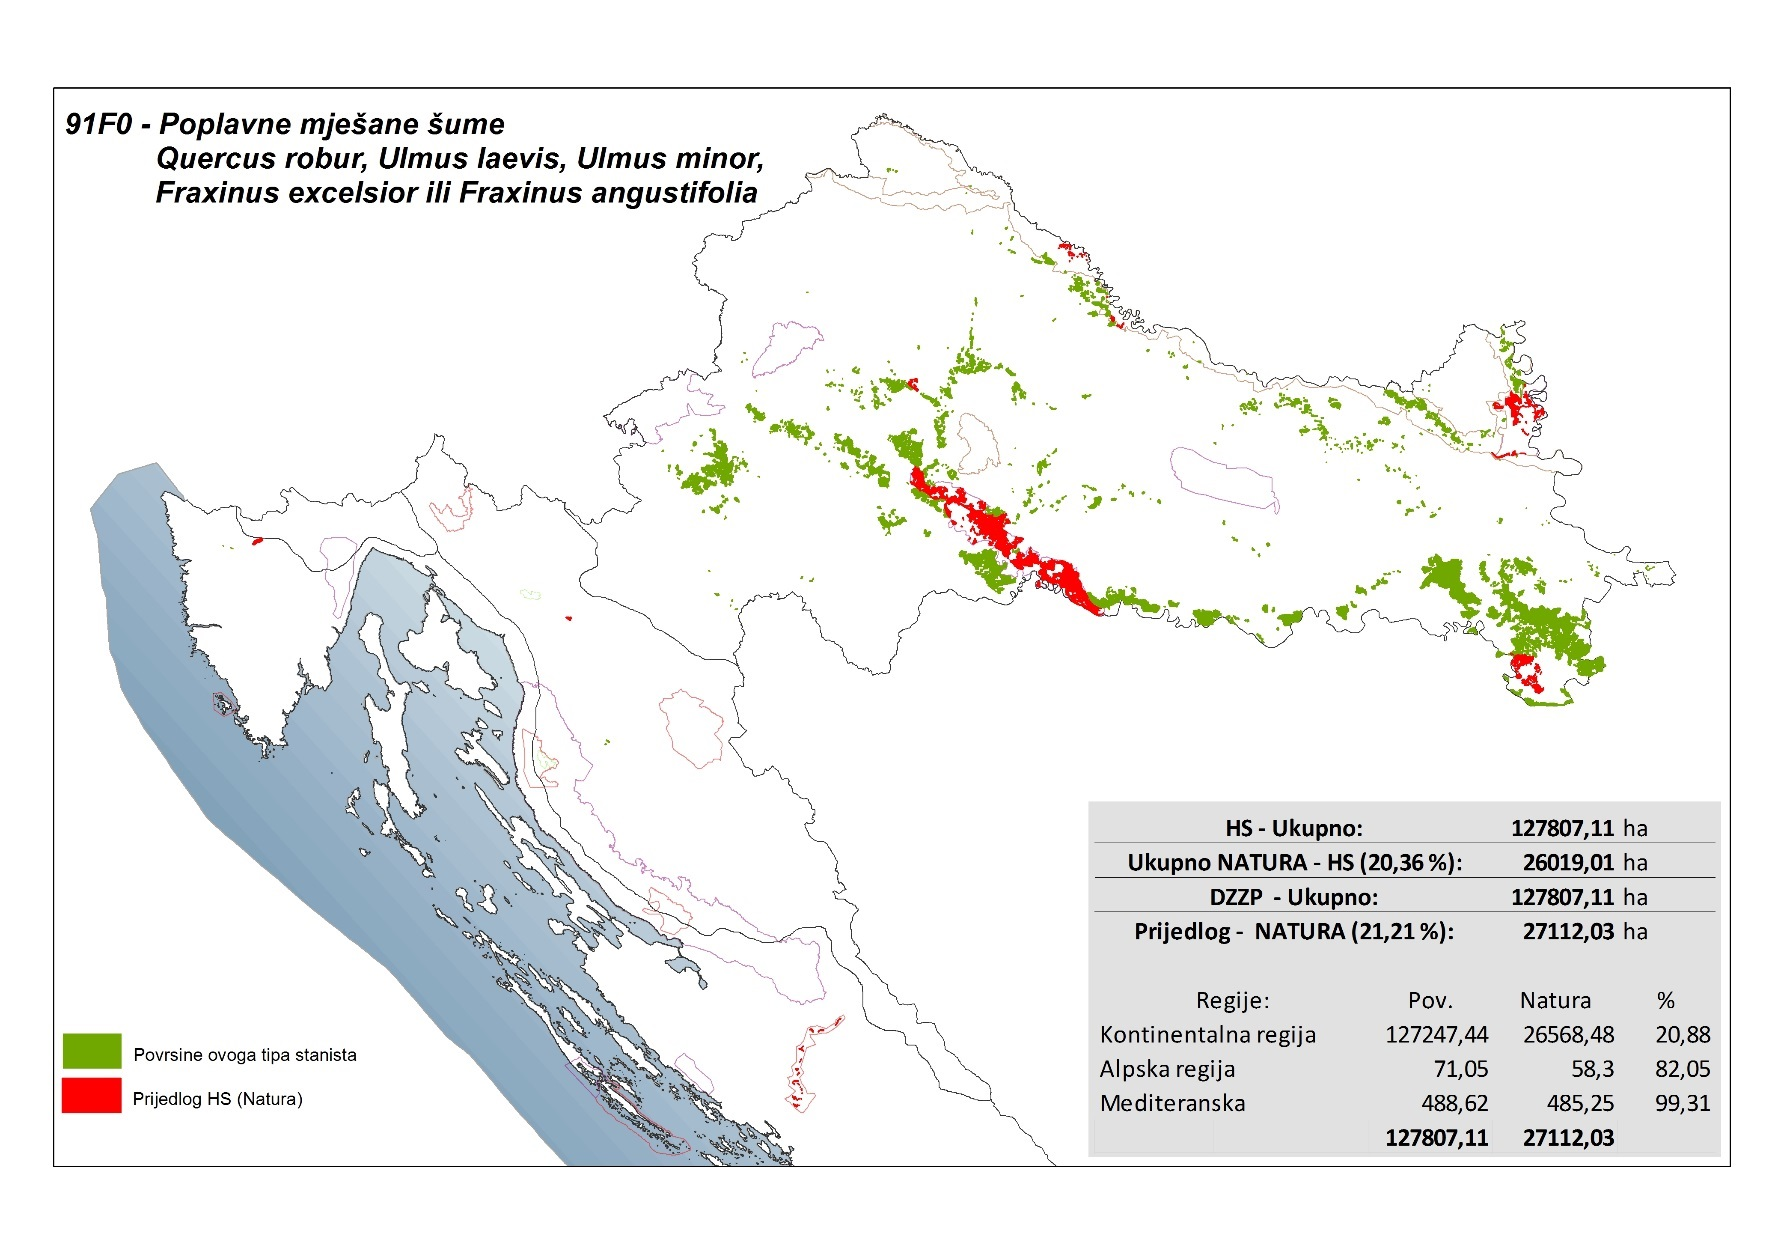 91F0 - Poplavne mješane šume
Quercus robur, Ulmus laevis, Ulmus minor,
Fraxinus excelsior ili Fraxinus angustifolia
HS - Ukupno: 127807,11 ha
Ukupno NATURA - HS (20,36 %): 26019,01 ha
DZZP - Ukupno: 127807,11 ha
Prijedlog - NATURA (21,21 %): 27112,03 ha
Regije: Pov. Natura %
Kontinentalna regija 127247,44 26568,48 20,88
Alpska regija 71,05 58,3 82,05
Mediteranska 488,62 485,25 99,31
127807,11 27112,03
Povrsine ovoga tipa stanista
Prijedlog HS (Natura)